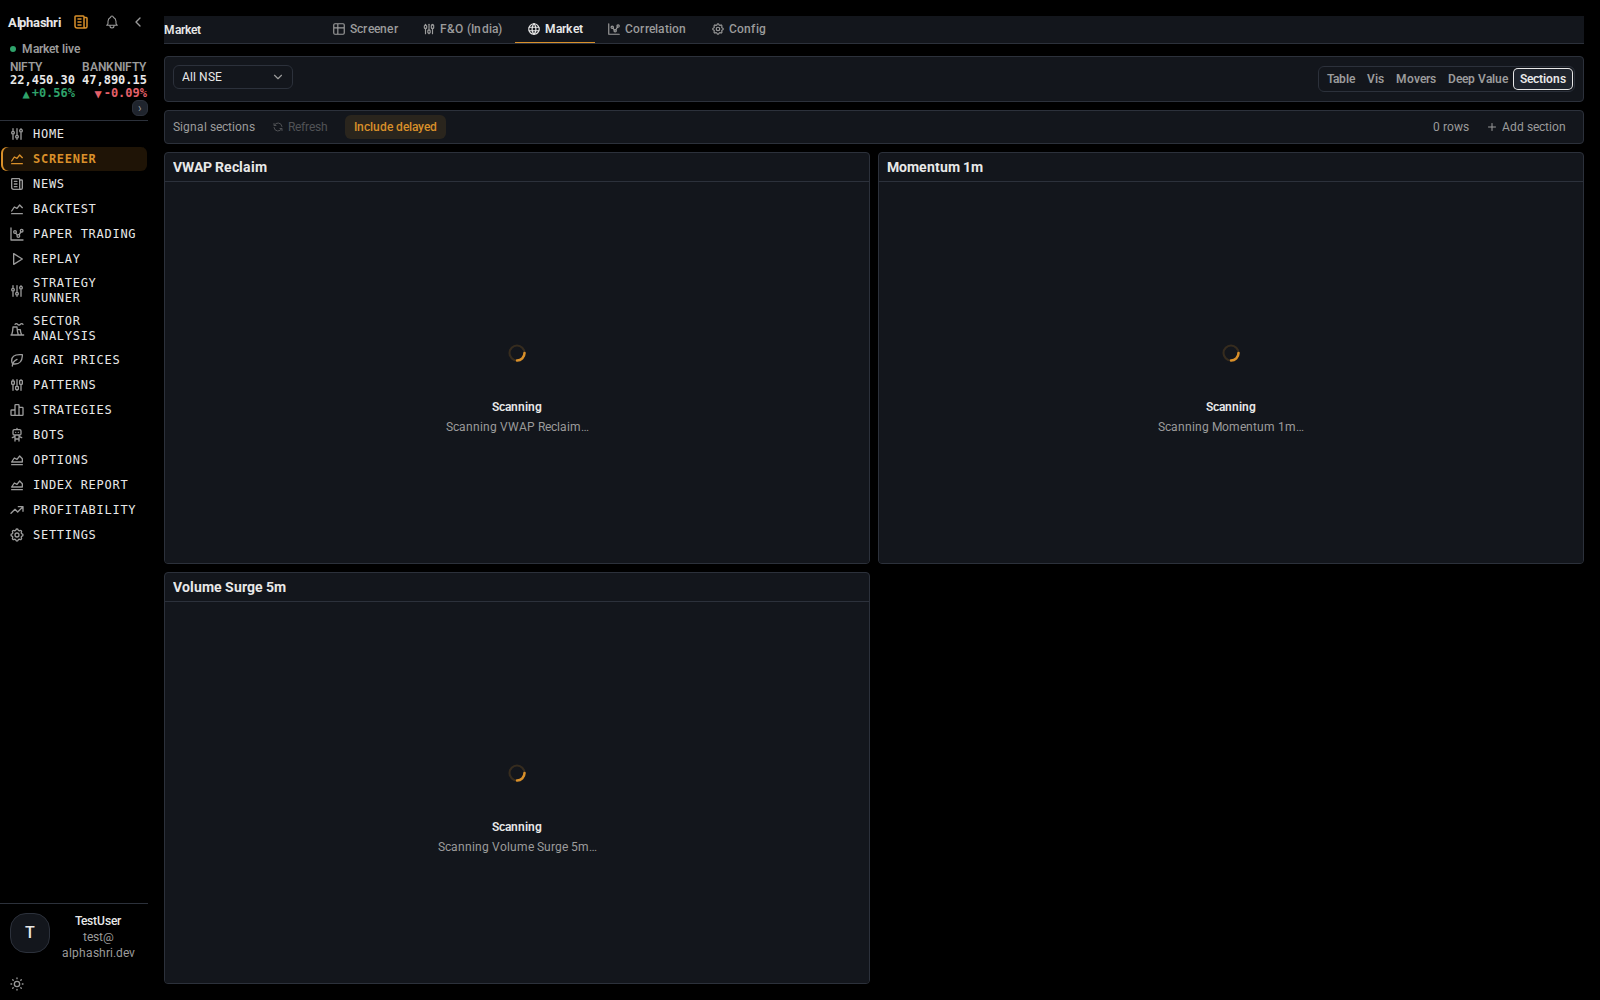 Alphashri
Market live
NIFTY BANKNIFTY
22,450.30 47,890.15
▲+0.56% ▼-0.09%
HOME
SCREENER
NEWS
BACKTEST
PAPER TRADING
REPLAY
STRATEGY
RUNNER
SECTOR
ANALYSIS
AGRI PRICES
PATTERNS
STRATEGIES
BOTS
OPTIONS
INDEX REPORT
PROFITABILITY
SETTINGS
T
TestUser
test@
alphashri.dev
Market
Screener F&O (India) Market Correlation Config
All NSE
Table Vis Movers Deep Value Sections
Signal sections Refresh Include delayed 0 rows + Add section
VWAP Reclaim
Scanning
Scanning VWAP Reclaim…
Momentum 1m
Scanning
Scanning Momentum 1m…
Volume Surge 5m
Scanning
Scanning Volume Surge 5m…